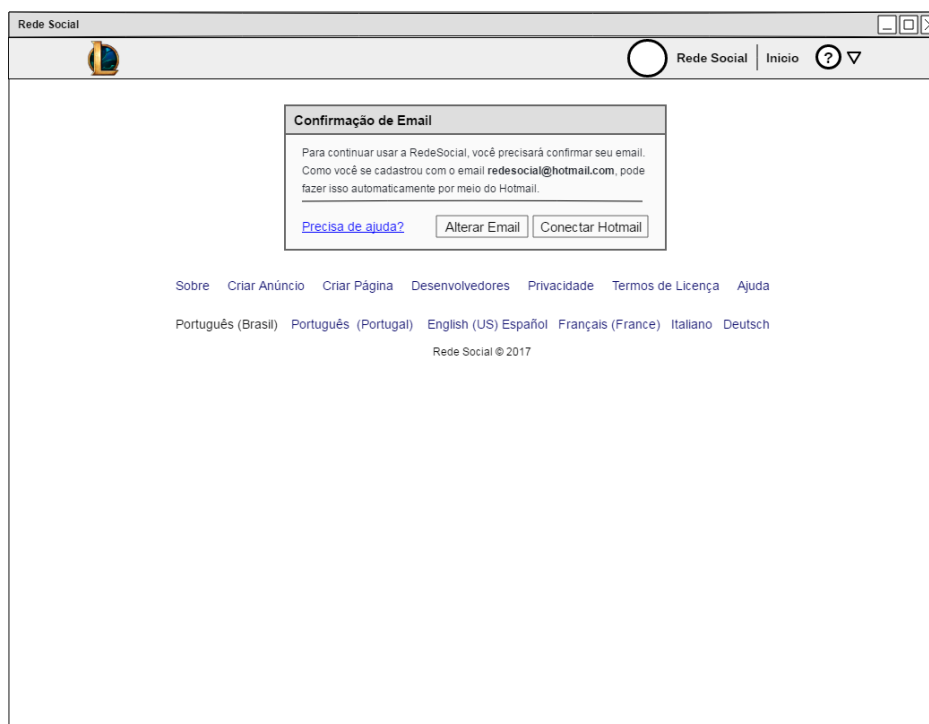 Rede Social
Rede Social Inicio ?
Confirmação de Email
Para continuar usar a RedeSocial, você precisará confirmar seu email.
Como você se cadastrou com o email redesocial@hotmail.com, pode
fazer isso automaticamente por meio do Hotmail.
Precisa de ajuda? Alterar Email Conectar Hotmail
Sobre Criar Anúncio Criar Página Desenvolvedores Privacidade Termos de Licença Ajuda
Português (Brasil) Português (Portugal) English (US) Español Français (France) Italiano Deutsch
Rede Social © 2017